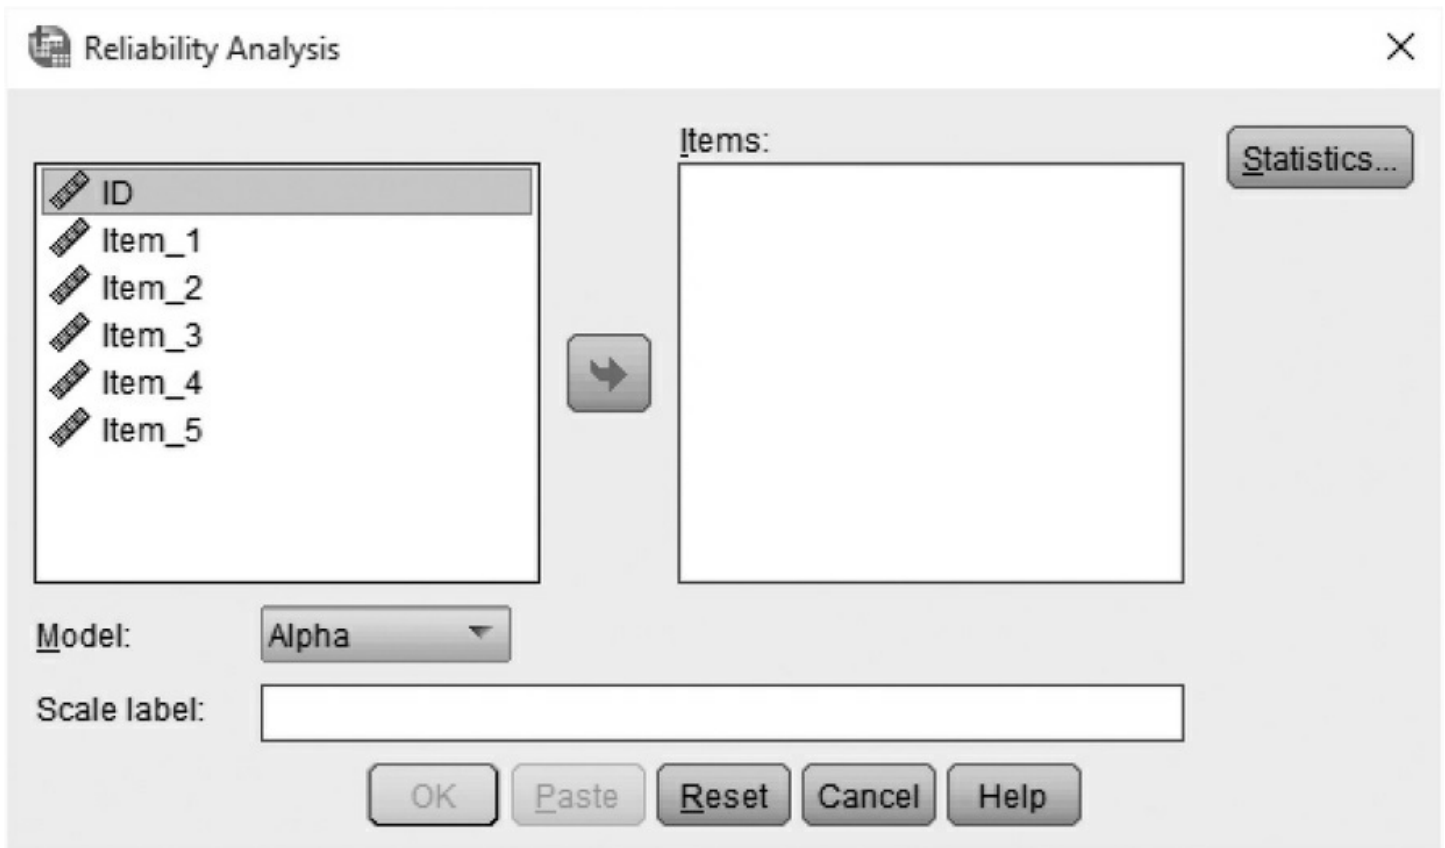 Reliability Analysis
Items:
Statistics...
ID
Item_1
Item_2
Item_3
Item_4
Item_5
Model:
Alpha
Scale label:
OK
Paste
Reset
Cancel
Help